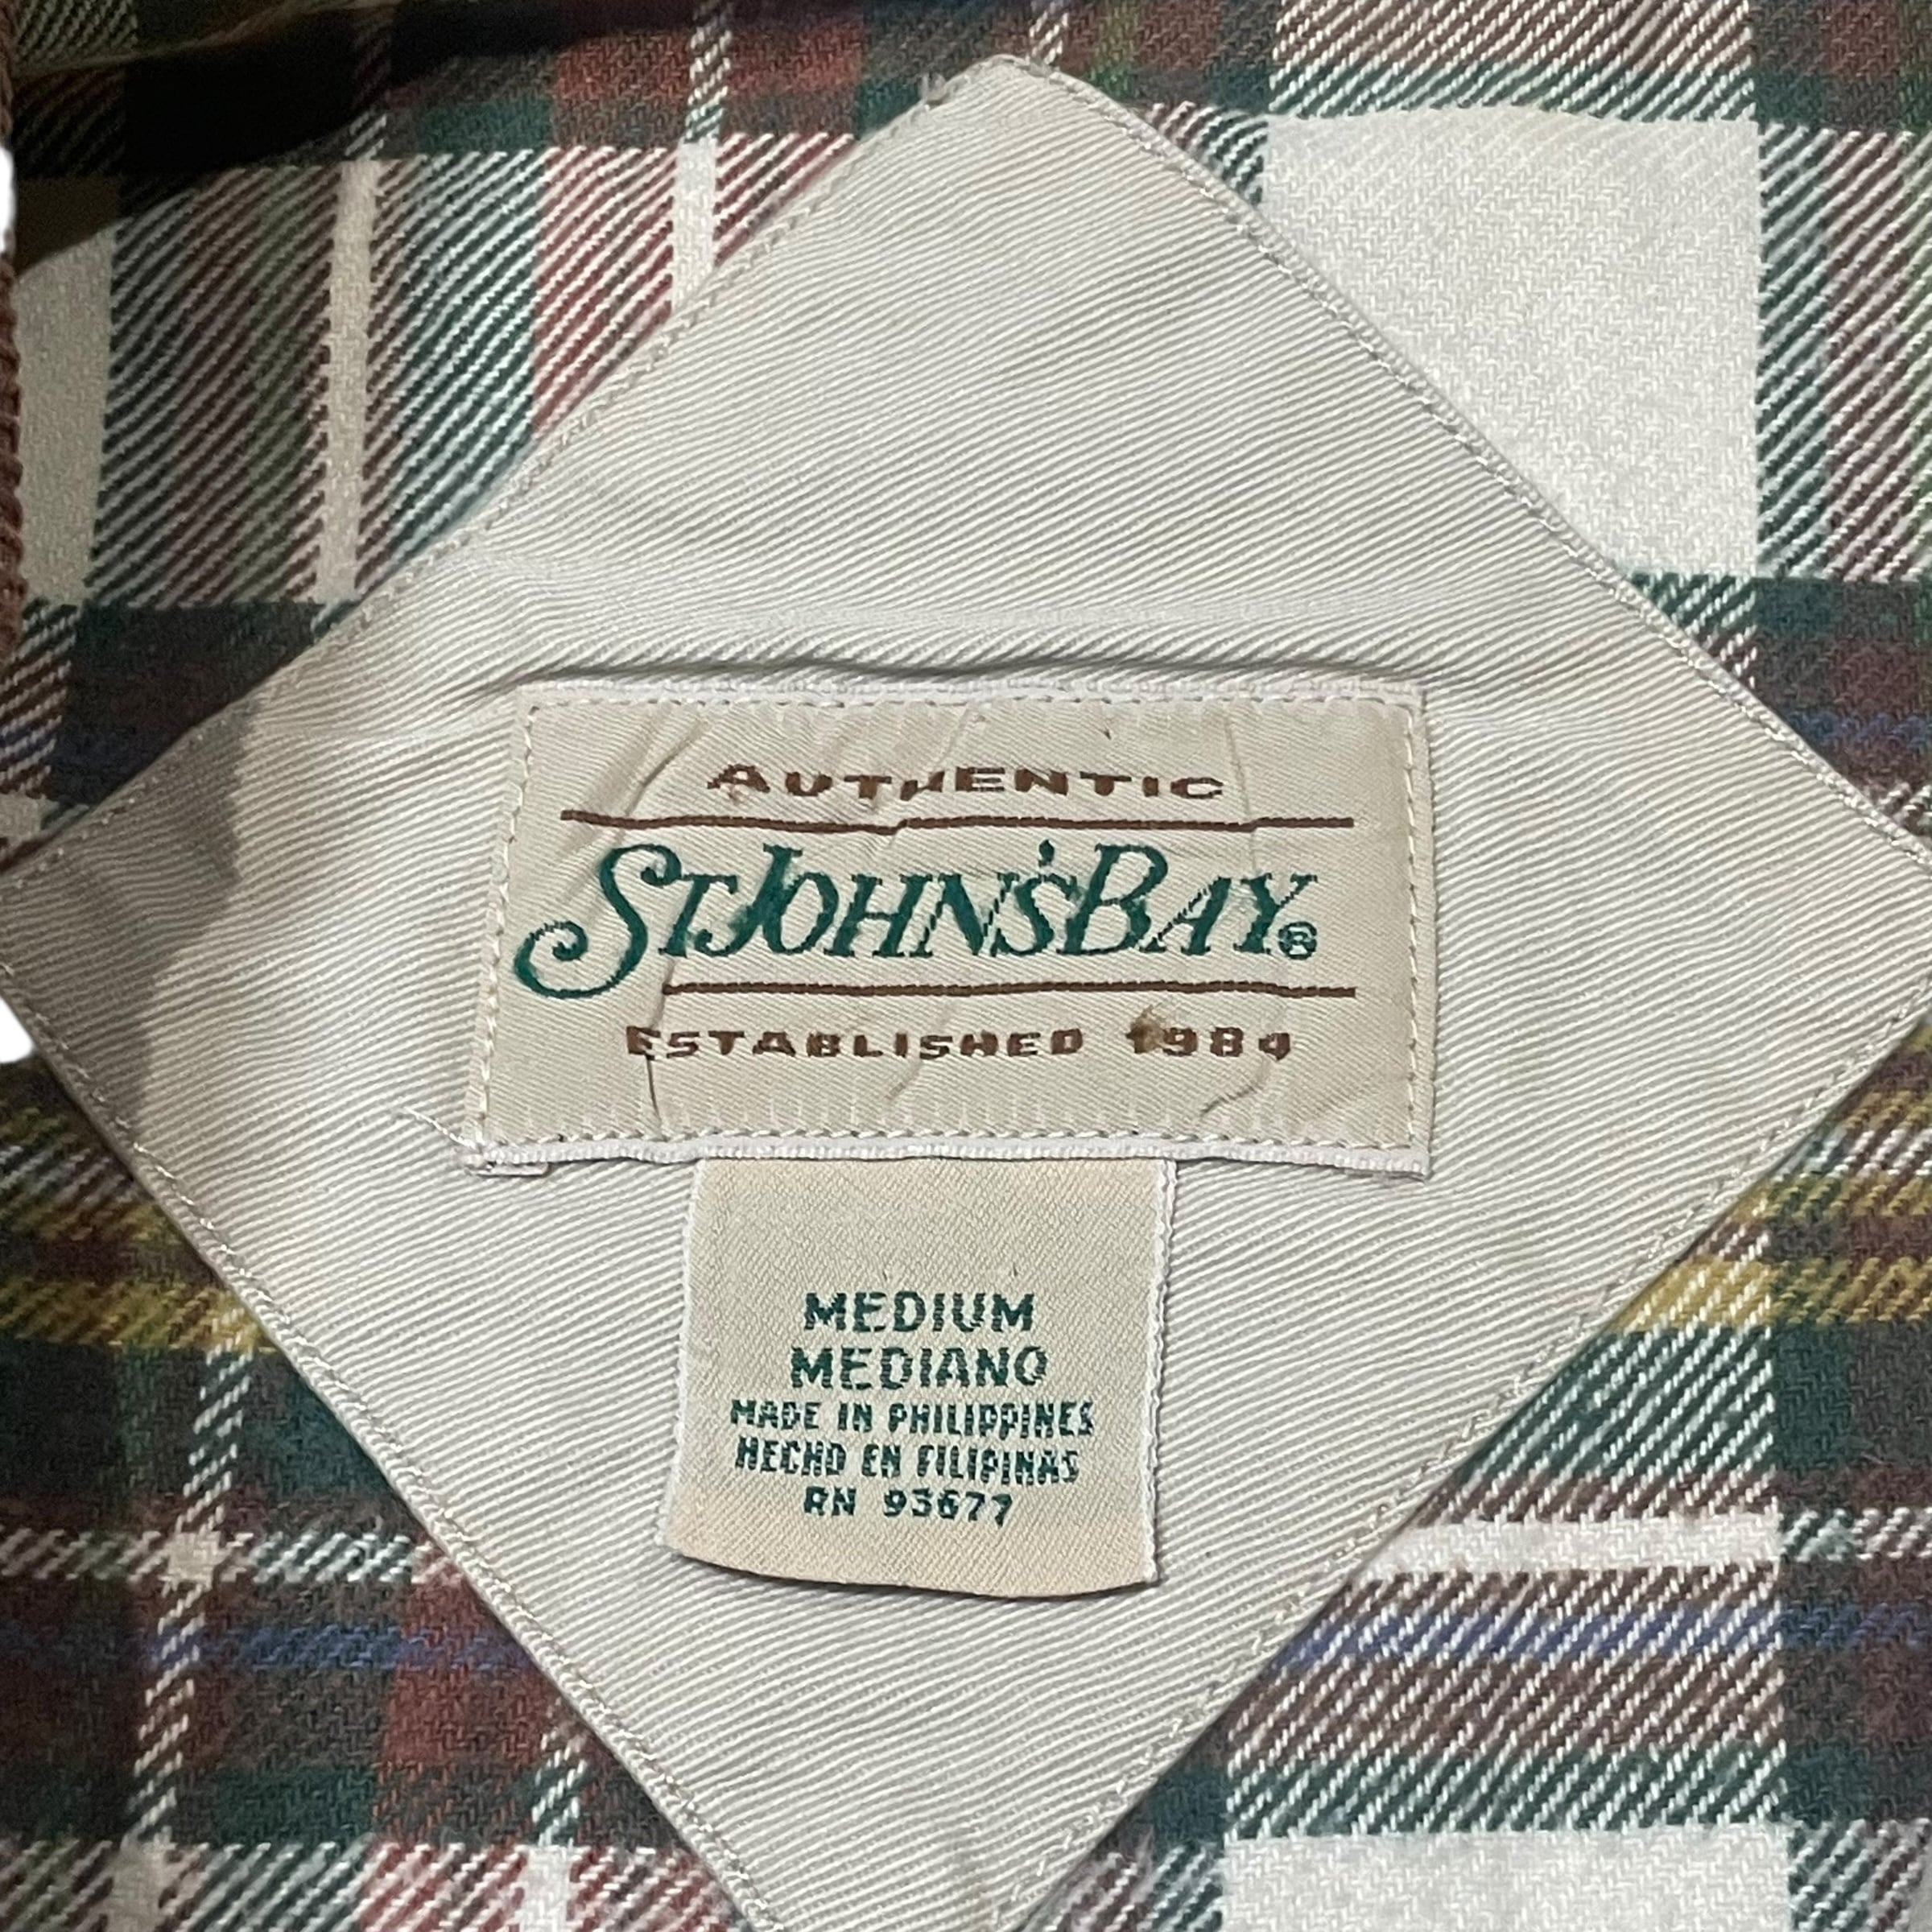 AUTHENTIC
ST JOHN'S BAY®
ESTABLISHED 1984
MEDIUM
MEDIANO
MADE IN PHILIPPINES
HECHO EN FILIPINAS
RN 93677